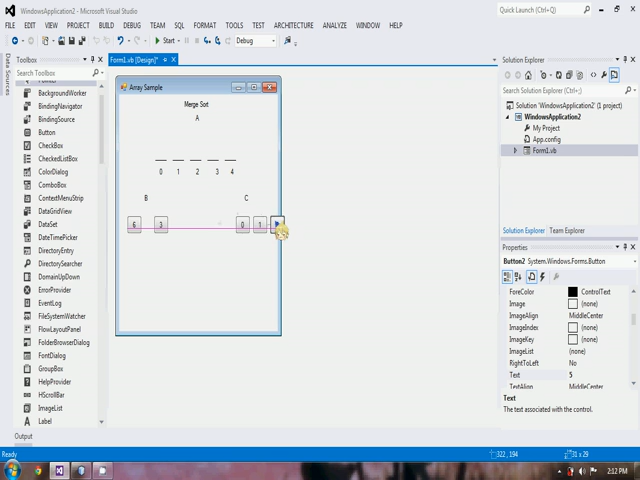 WindowsApplication2 - Microsoft Visual Studio
Quick Launch (Ctrl+Q)
FILE EDIT VIEW PROJECT BUILD DEBUG TEAM SQL FORMAT TOOLS TEST ARCHITECTURE ANALYZE WINDOW HELP
Start Debug
Data Sources
Toolbox
Search Toolbox
Pointer
BackgroundWorker
BindingNavigator
BindingSource
Button
CheckBox
CheckedListBox
ColorDialog
ComboBox
ContextMenuStrip
DataGridView
DataSet
DateTimePicker
DirectoryEntry
DirectorySearcher
DomainUpDown
ErrorProvider
EventLog
FileSystemWatcher
FlowLayoutPanel
FolderBrowserDialog
FontDialog
GroupBox
HelpProvider
HScrollBar
ImageList
Label
Form1.vb [Design]*
Array Sample
Merge Sort
A
0 1 2 3 4
B C
6 3 0 1
Solution Explorer
Search Solution Explorer (Ctrl+;)
Solution 'WindowsApplication2' (1 project)
WindowsApplication2
My Project
App.config
Form1.vb
Solution Explorer Team Explorer
Properties
Button2 System.Windows.Forms.Button
ForeColor ControlText
Image (none)
ImageAlign MiddleCenter
ImageIndex (none)
ImageKey (none)
ImageList (none)
RightToLeft No
Text 5
TextAlign MiddleCenter
Text
The text associated with the control.
Output
Ready
322, 194
31 x 29
2:12 PM